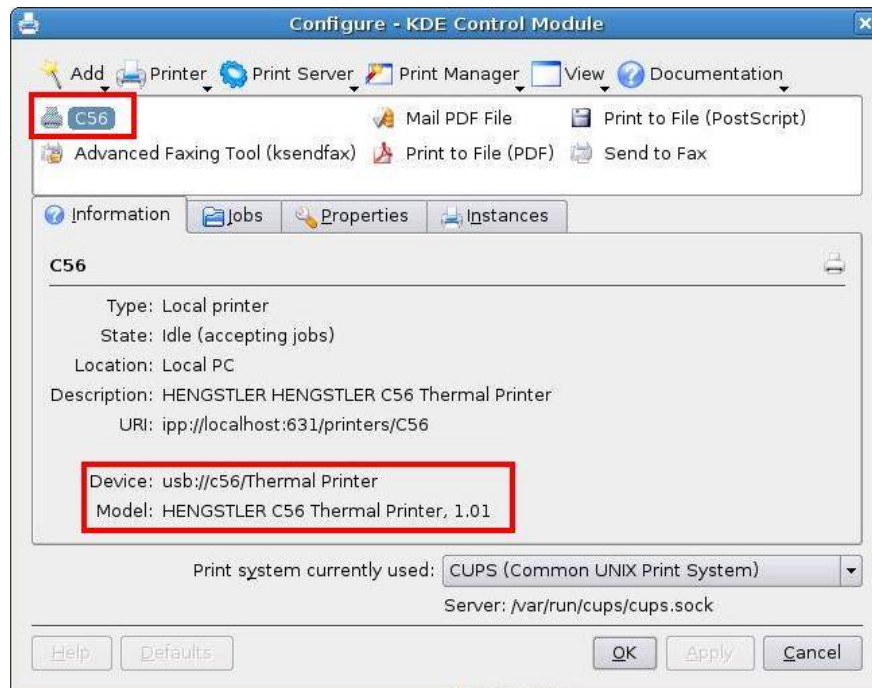 Configure - KDE Control Module
Add Printer Print Server Print Manager View Documentation
C56 Mail PDF File Print to File (PostScript)
Advanced Faxing Tool (ksendfax) Print to File (PDF) Send to Fax
Information Jobs Properties Instances
C56
Type: Local printer
State: Idle (accepting jobs)
Location: Local PC
Description: HENGSTLER HENGSTLER C56 Thermal Printer
URI: ipp://localhost:631/printers/C56
Device: usb://c56/Thermal Printer
Model: HENGSTLER C56 Thermal Printer, 1.01
Print system currently used: CUPS (Common UNIX Print System)
Server: /var/run/cups/cups.sock
Help Defaults OK Apply Cancel